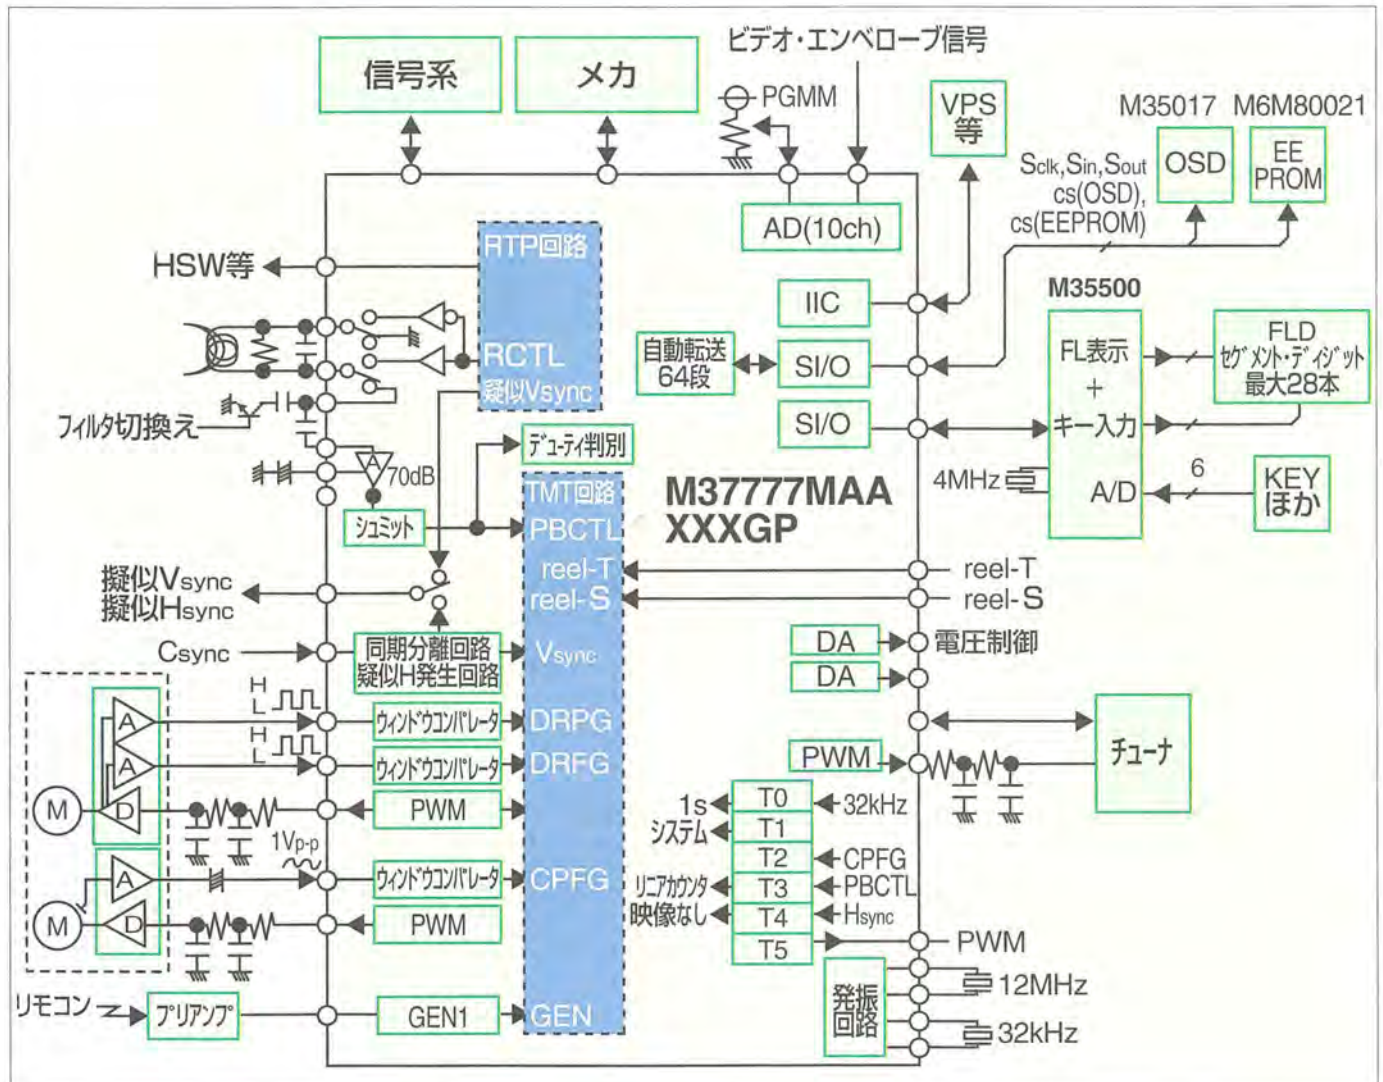 ビデオ・エンベローブ信号
信号系
メカ
PGMM
VPS
等
M35017
M6M80021
OSD
EE
PROM
Sclk,Sin,Sout
cs(OSD),
cs(EEPROM)
AD(10ch)
RTP回路
HSW等
IIC
M35500
RCTL
疑似Vsync
自動転送
64段
SI/O
FL表示
+
キー入力
A/D
FLD
セグメント・ディジット
最大28本
SI/O
フィルタ切換え
デューティ判別
A
70dB
TMT回路
M37777MAA
XXXGP
4MHz
6
KEY
ほか
シュミット
PBCTL
reel-T
reel-T
reel-S
reel-S
擬似Vsync
擬似Hsync
Csync
同期分離回路
疑似H発生回路
Vsync
DA
電圧制御
DA
H
L
A
ウィンドウコンパレータ
DRPG
H
L
A
ウィンドウコンパレータ
DRFG
PWM
チューナ
M
D
PWM
1s
T0
32kHz
システム
T1
1Vp-p
T2
CPFG
A
ウィンドウコンパレータ
CPFG
リニアカウンタ
T3
PBCTL
映像なし
T4
Hsync
M
D
PWM
T5
PWM
発振
回路
12MHz
32kHz
リモコン
プリアンプ
GEN1
GEN